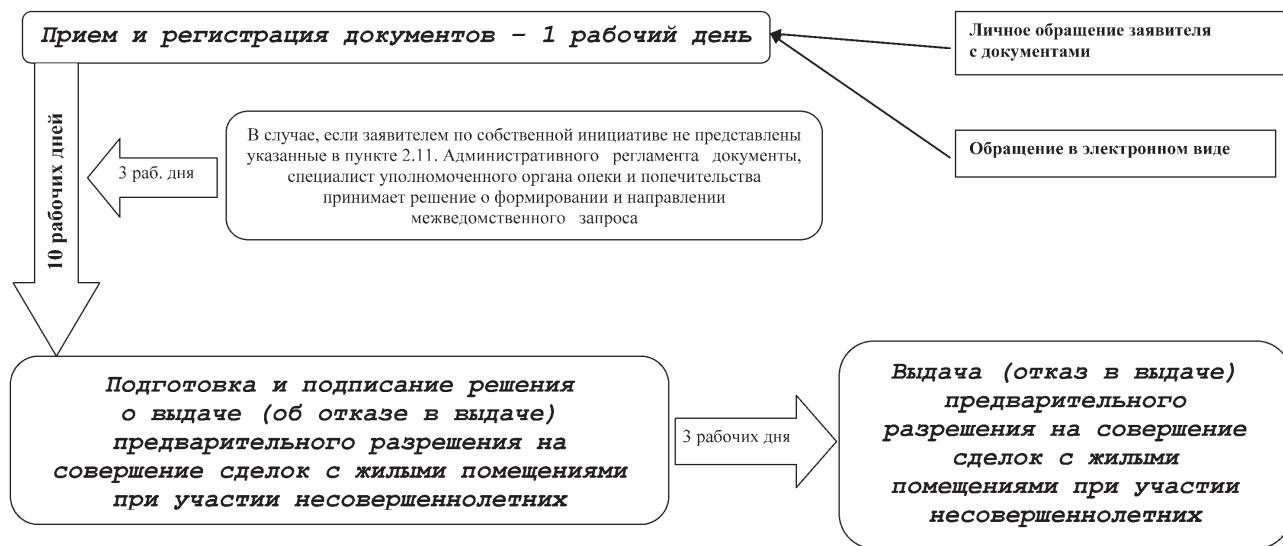 Прием и регистрация документов – 1 рабочий день
Личное обращение заявителя
с документами
Обращение в электронном виде
10 рабочих дней
3 раб. дня
В случае, если заявителем по собственной инициативе не представлены
указанные в пункте 2.11. Административного регламента документы,
специалист уполномоченного органа опеки и попечительства
принимает решение о формировании и направлении
межведомственного запроса
Подготовка и подписание решения
о выдаче (об отказе в выдаче)
предварительного разрешения на
совершение сделок с жилыми помещениями
при участии несовершеннолетних
3 рабочих дня
Выдача (отказ в выдаче)
предварительного
разрешения на совершение
сделок с жилыми
помещениями при участии
несовершеннолетних